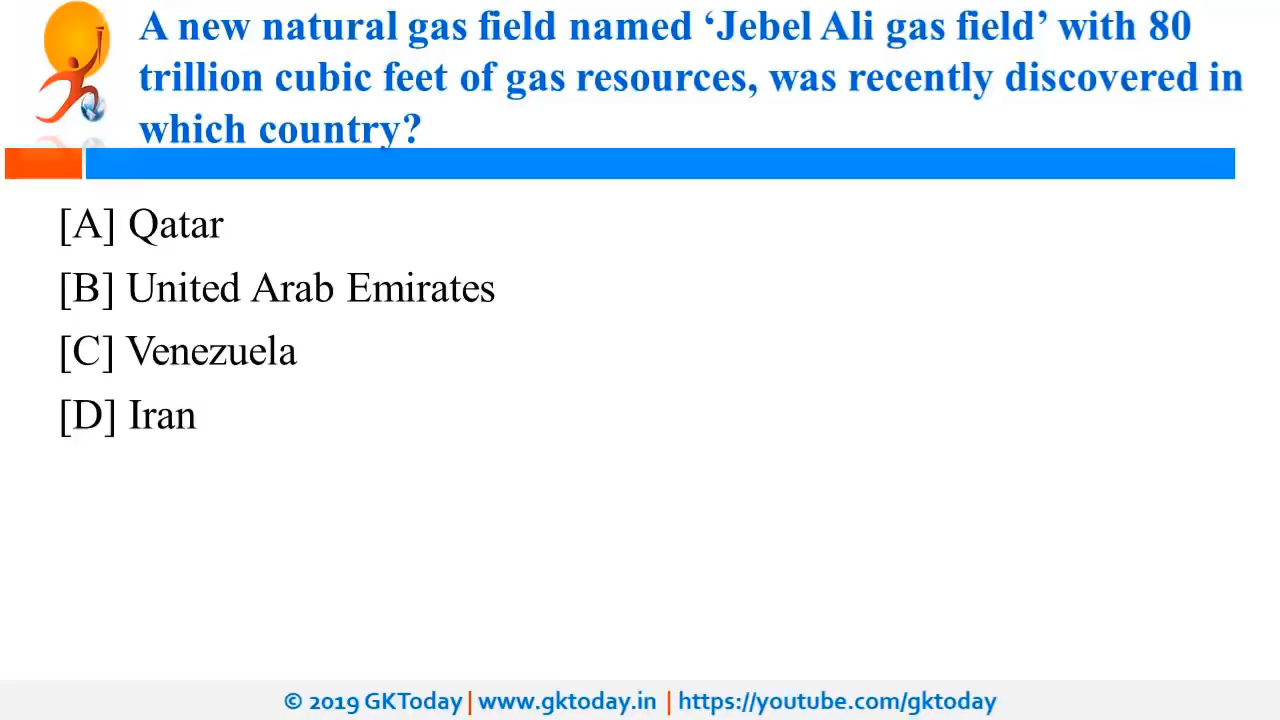 A new natural gas field named ‘Jebel Ali gas field’ with 80
trillion cubic feet of gas resources, was recently discovered in
which country?
[A] Qatar
[B] United Arab Emirates
[C] Venezuela
[D] Iran
© 2019 GKToday | www.gktoday.in | https://youtube.com/gktoday